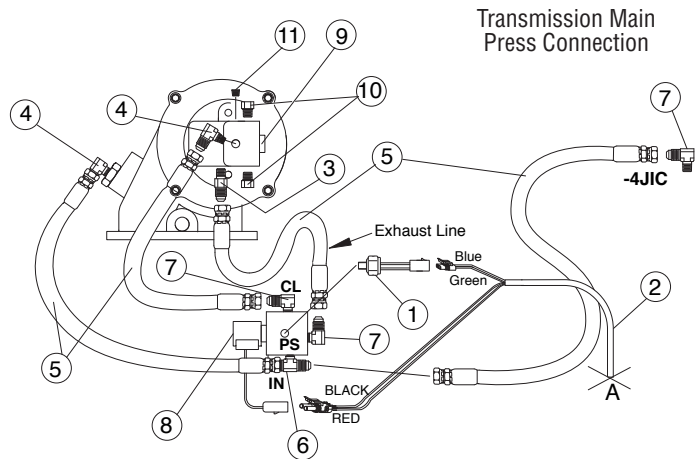 Transmission Main
Press Connection
11
9
10
7
4
4
5
3
-4JIC
Exhaust Line
Blue
Green
7
CL
1
2
PS
7
5
8
IN
6
BLACK
RED
A